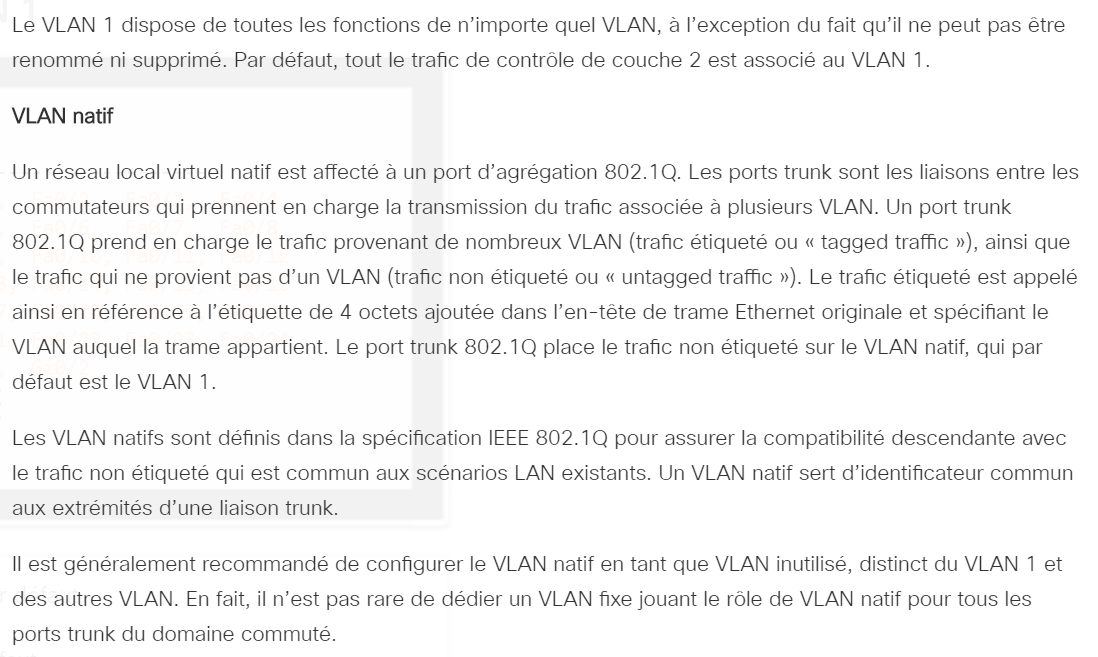 Le VLAN 1 dispose de toutes les fonctions de n’importe quel VLAN, à l’exception du fait qu’il ne peut pas être
renommé ni supprimé. Par défaut, tout le trafic de contrôle de couche 2 est associé au VLAN 1.
VLAN natif
Un réseau local virtuel natif est affecté à un port d’agrégation 802.1Q. Les ports trunk sont les liaisons entre les
commutateurs qui prennent en charge la transmission du trafic associée à plusieurs VLAN. Un port trunk
802.1Q prend en charge le trafic provenant de nombreux VLAN (trafic étiqueté ou « tagged traffic »), ainsi que
le trafic qui ne provient pas d’un VLAN (trafic non étiqueté ou « untagged traffic »). Le trafic étiqueté est appelé
ainsi en référence à l’étiquette de 4 octets ajoutée dans l’en-tête de trame Ethernet originale et spécifiant le
VLAN auquel la trame appartient. Le port trunk 802.1Q place le trafic non étiqueté sur le VLAN natif, qui par
défaut est le VLAN 1.
Les VLAN natifs sont définis dans la spécification IEEE 802.1Q pour assurer la compatibilité descendante avec
le trafic non étiqueté qui est commun aux scénarios LAN existants. Un VLAN natif sert d’identificateur commun
aux extrémités d’une liaison trunk.
Il est généralement recommandé de configurer le VLAN natif en tant que VLAN inutilisé, distinct du VLAN 1 et
des autres VLAN. En fait, il n’est pas rare de dédier un VLAN fixe jouant le rôle de VLAN natif pour tous les
ports trunk du domaine commuté.